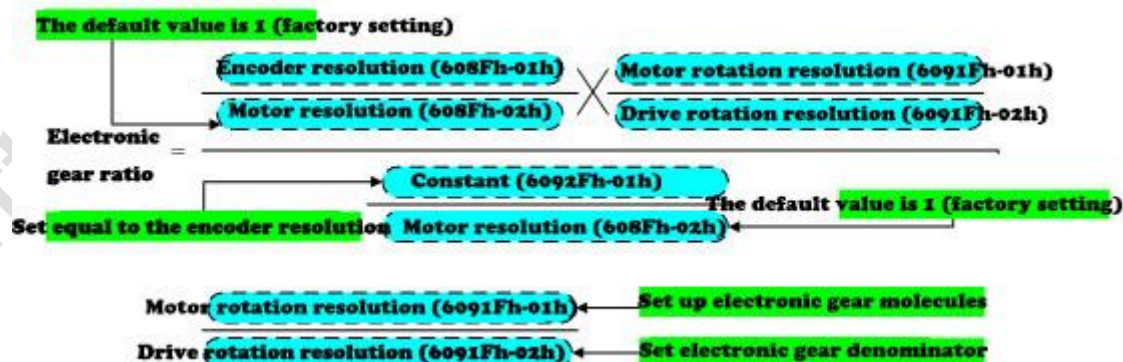 The default value is 1 (factory setting)
Encoder resolution (608Fh-01h)
Motor rotation resolution (6091Fh-01h)
Motor resolution (608Fh-02h)
Drive rotation resolution (6091Fh-02h)
Electronic
gear ratio
=
Constant (6092Fh-01h)
The default value is 1 (factory setting)
Set equal to the encoder resolution
Motor resolution (608Fh-02h)
Motor rotation resolution (6091Fh-01h)
Set up electronic gear molecules
Drive rotation resolution (6091Fh-02h)
Set electronic gear denominator